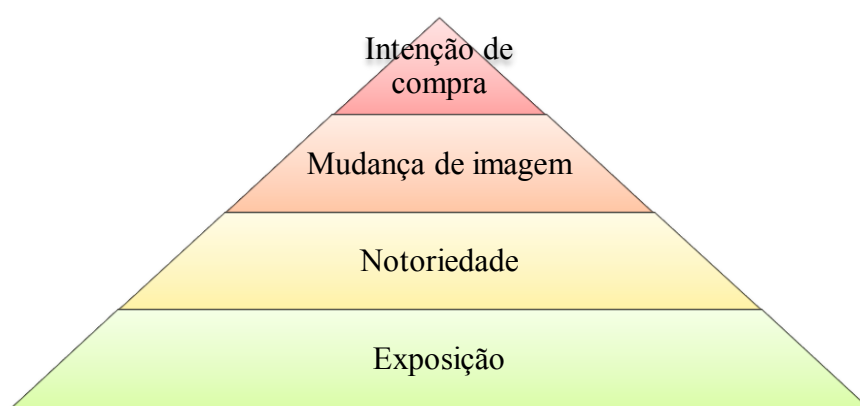 Intenção de
compra
Mudança de imagem
Notoriedade
Exposição